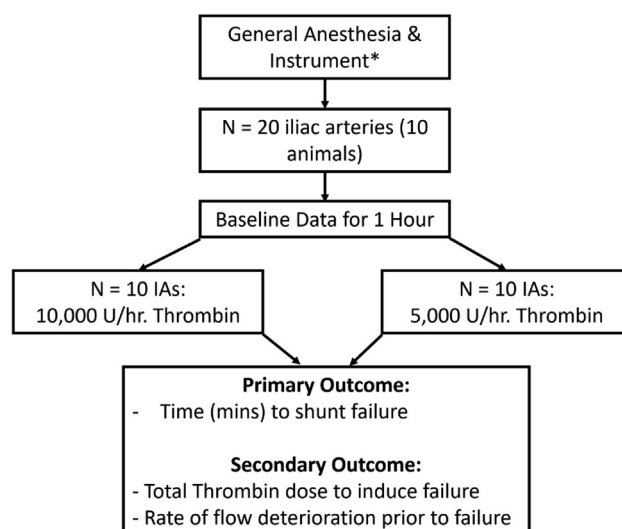 General Anesthesia &
Instrument*
N = 20 iliac arteries (10
animals)
Baseline Data for 1 Hour
N = 10 IAs:
10,000 U/hr. Thrombin
N = 10 IAs:
5,000 U/hr. Thrombin
Primary Outcome:
- Time (mins) to shunt failure
Secondary Outcome:
- Total Thrombin dose to induce failure
- Rate of flow deterioration prior to failure